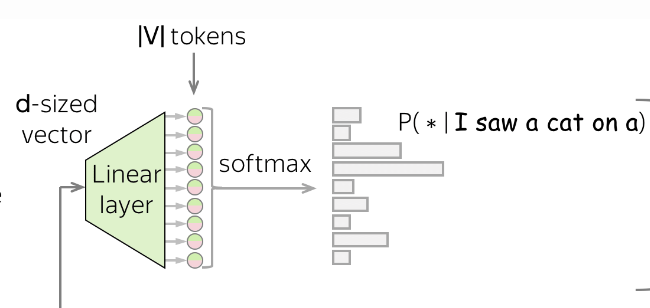 |V| tokens
d-sized
vector
Linear
layer
softmax
P( * | I saw a cat on a)